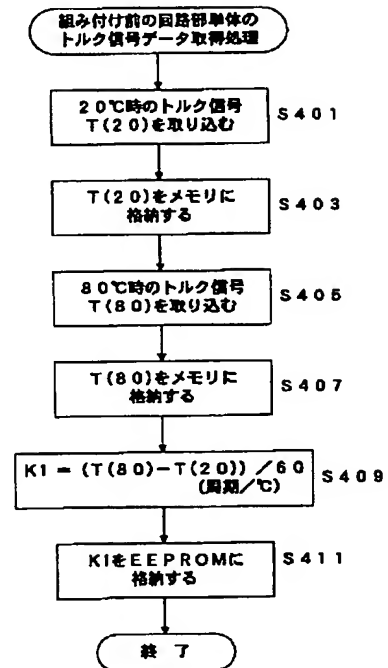 組み付け前の回路部単体の
トルク信号データ取得処理
20℃時のトルク信号
T(20)を取り込む
S401
T(20)をメモリに
格納する
S403
80℃時のトルク信号
T(80)を取り込む
S405
T(80)をメモリに
格納する
S407
K1 = (T(80)-T(20))/60
(周期/℃)
S409
K1をEEPROMに
格納する
S411
終了